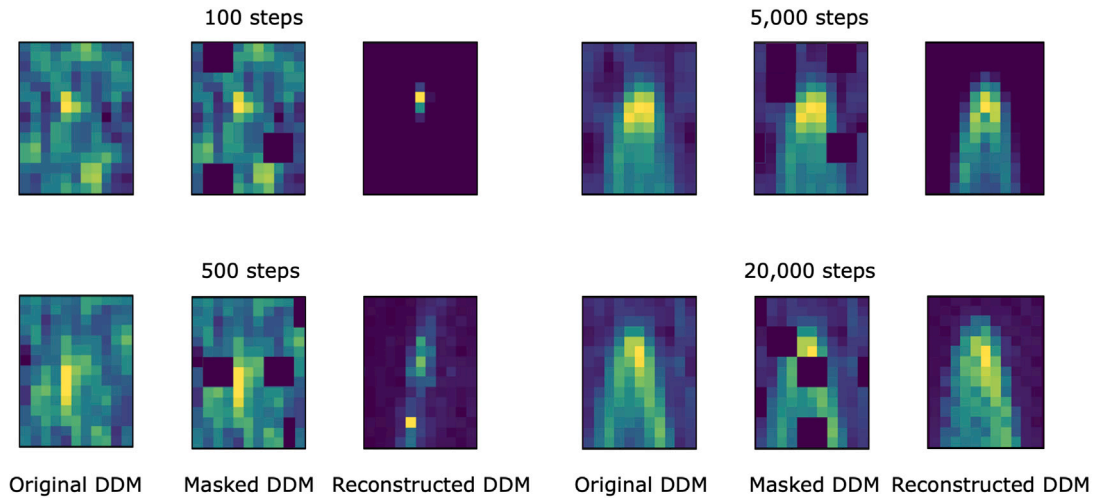 100 steps
5,000 steps
500 steps
20,000 steps
Original DDM Masked DDM Reconstructed DDM Original DDM Masked DDM Reconstructed DDM